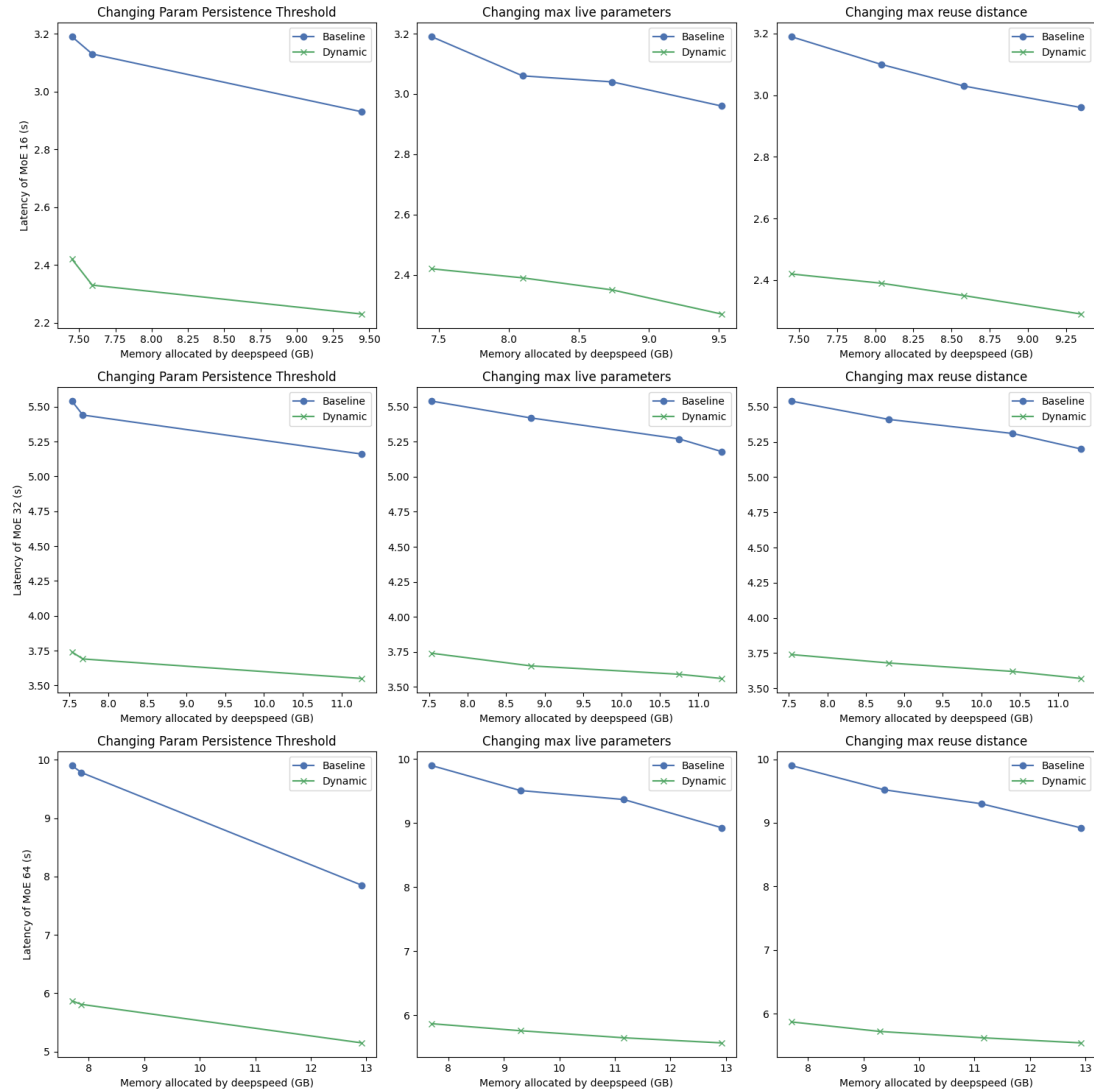 Changing Param Persistence Threshold
Baseline
Dynamic
3.2
3.0
2.8
2.6
2.4
2.2
Latency of MoE 16 (s)
7.50 7.75 8.00 8.25 8.50 8.75 9.00 9.25 9.50
Memory allocated by deepspeed (GB)
Changing max live parameters
Baseline
Dynamic
3.2
3.0
2.8
2.6
2.4
7.5 8.0 8.5 9.0 9.5
Memory allocated by deepspeed (GB)
Changing max reuse distance
Baseline
Dynamic
3.2
3.0
2.8
2.6
2.4
7.50 7.75 8.00 8.25 8.50 8.75 9.00 9.25
Memory allocated by deepspeed (GB)
Changing Param Persistence Threshold
Baseline
Dynamic
5.50
5.25
5.00
4.75
4.50
4.25
4.00
3.75
3.50
Latency of MoE 32 (s)
7.5 8.0 8.5 9.0 9.5 10.0 10.5 11.0
Memory allocated by deepspeed (GB)
Changing max live parameters
Baseline
Dynamic
5.50
5.25
5.00
4.75
4.50
4.25
4.00
3.75
3.50
7.5 8.0 8.5 9.0 9.5 10.0 10.5 11.0
Memory allocated by deepspeed (GB)
Changing max reuse distance
Baseline
Dynamic
5.50
5.25
5.00
4.75
4.50
4.25
4.00
3.75
3.50
7.5 8.0 8.5 9.0 9.5 10.0 10.5 11.0
Memory allocated by deepspeed (GB)
Changing Param Persistence Threshold
Baseline
Dynamic
10
9
8
7
6
5
Latency of MoE 64 (s)
8 9 10 11 12 13
Memory allocated by deepspeed (GB)
Changing max live parameters
Baseline
Dynamic
10
9
8
7
6
8 9 10 11 12 13
Memory allocated by deepspeed (GB)
Changing max reuse distance
Baseline
Dynamic
10
9
8
7
6
8 9 10 11 12 13
Memory allocated by deepspeed (GB)